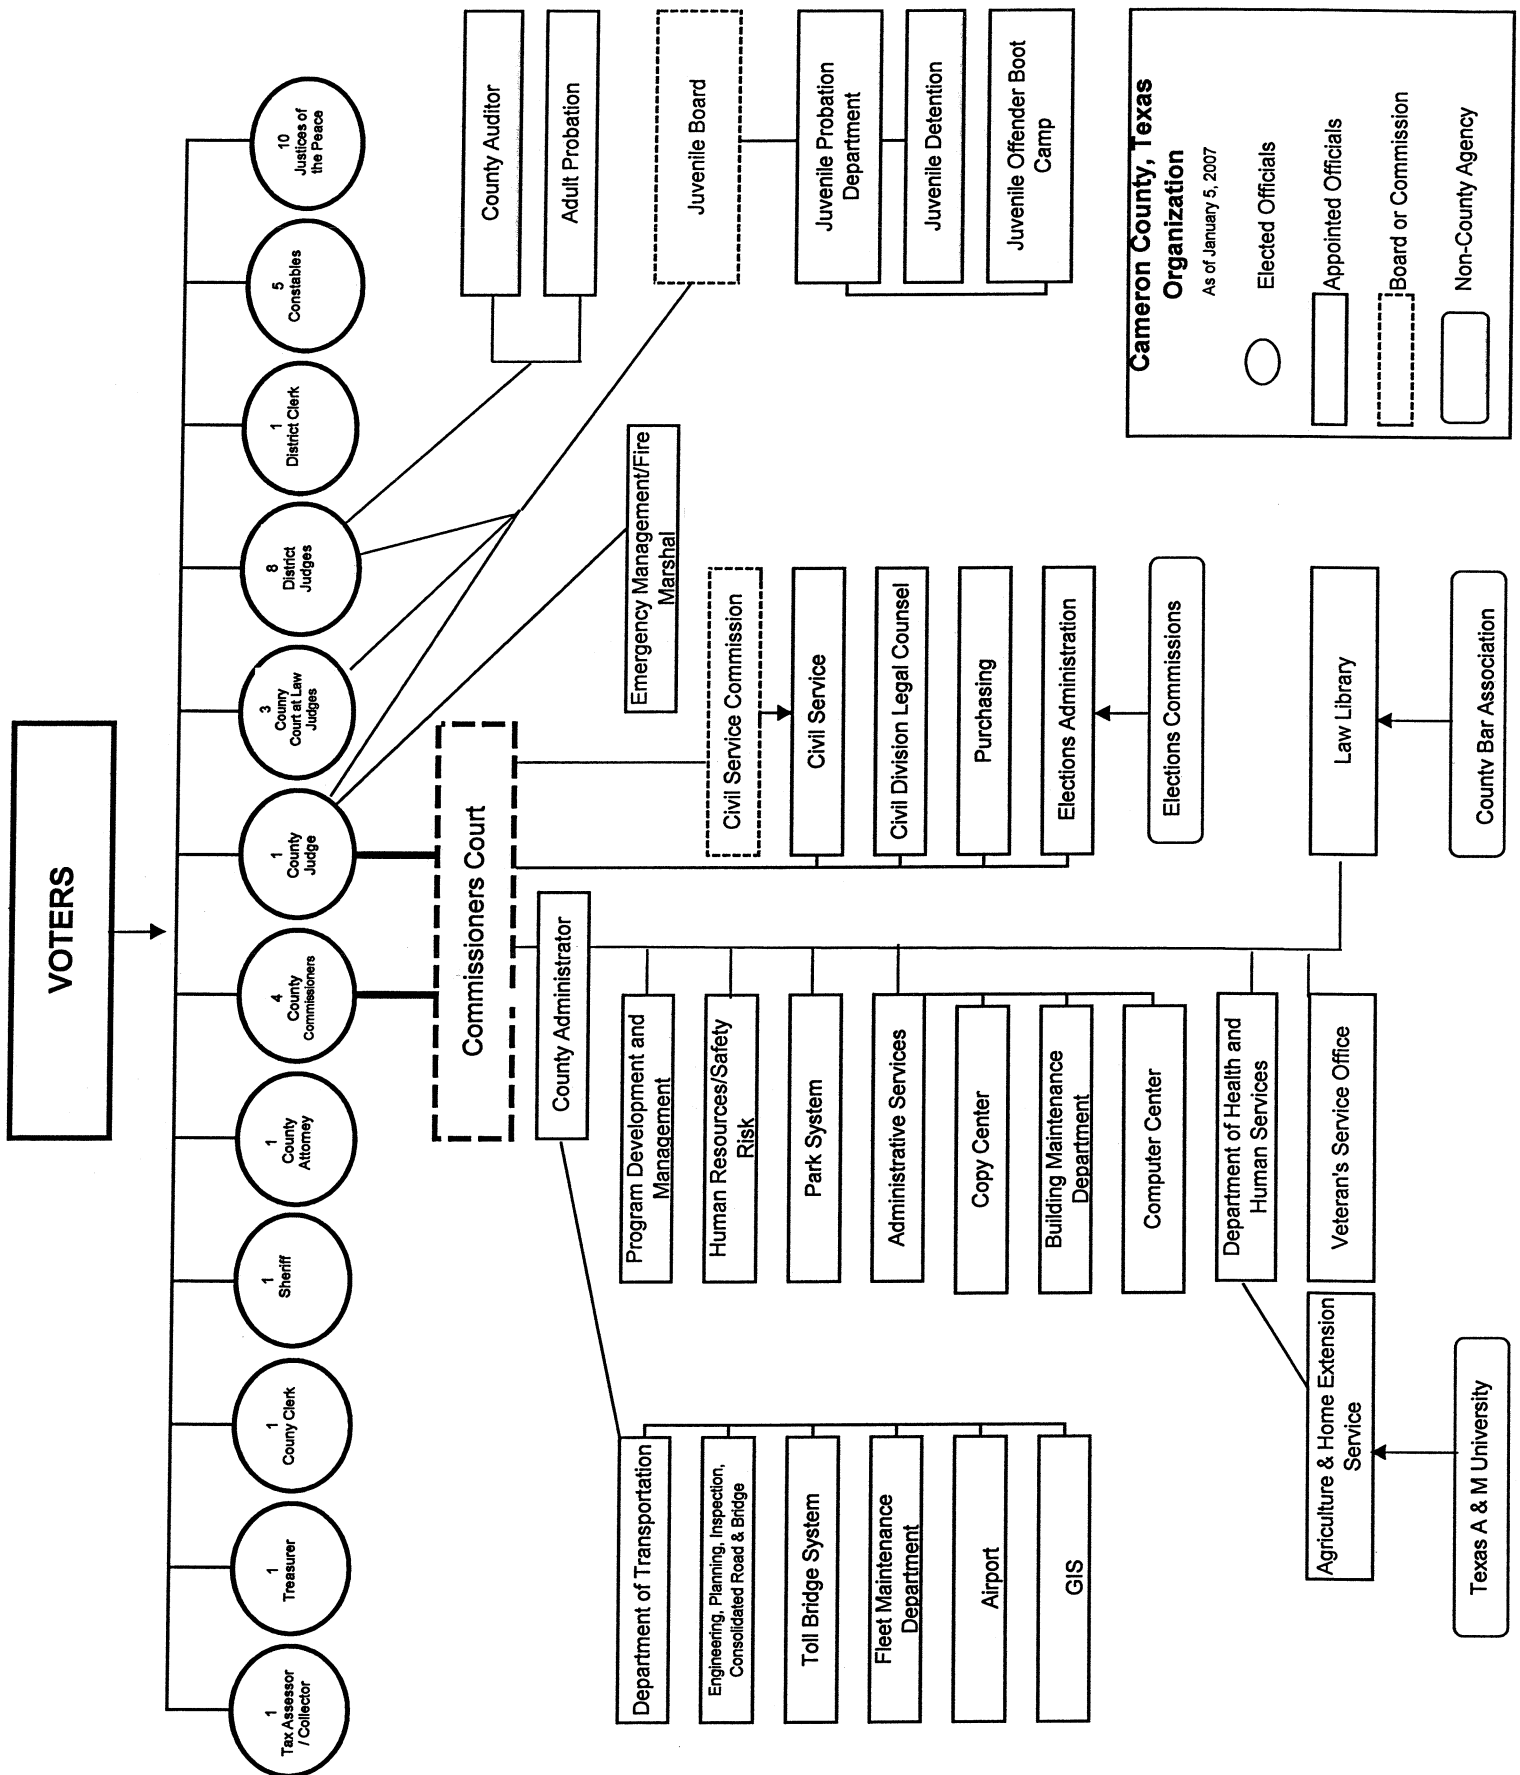 VOTERS
1
Tax Assessor
/ Collector
1
Treasurer
1
Couny Clerk
1
Sheriff
1
County
Attorney
4
County
Commissioners
1
County
Judge
3
Counry
Court at Law
Judges
8
District
Judges
1
District Clerk
5
Constables
10
Justices of
the Peace
Commissioners Court
County Administrator
County Auditor
Adult Probation
Juvenile Board
Juvenile Probation
Department
Juvenile Detention
Juvenile Offender Boot
Camp
Emergency Management/Fire
Marshal
Civil Service Commission
Civil Service
Civil Division Legal Counsel
Purchasing
Elections Administration
Elections Commissions
Law Library
County Bar Association
Program Development and
Management
Human Resources/Safety
Risk
Park System
Administrative Services
Copy Center
Building Maintenance
Department
Computer Center
Department of Health and
Human Services
Veteran's Service Office
Agriculture & Home Extension
Service
Texas A & M University
Department of Transportation
Engineering, Planning, Inspection,
Consolidated Road & Bridge
Toll Bridge System
Fleet Maintenance
Department
Airport
GIS
Cameron County, Texas
Organization
As of January 5, 2007
Elected Officials
Appointed Officials
Board or Commission
Non-County Agency